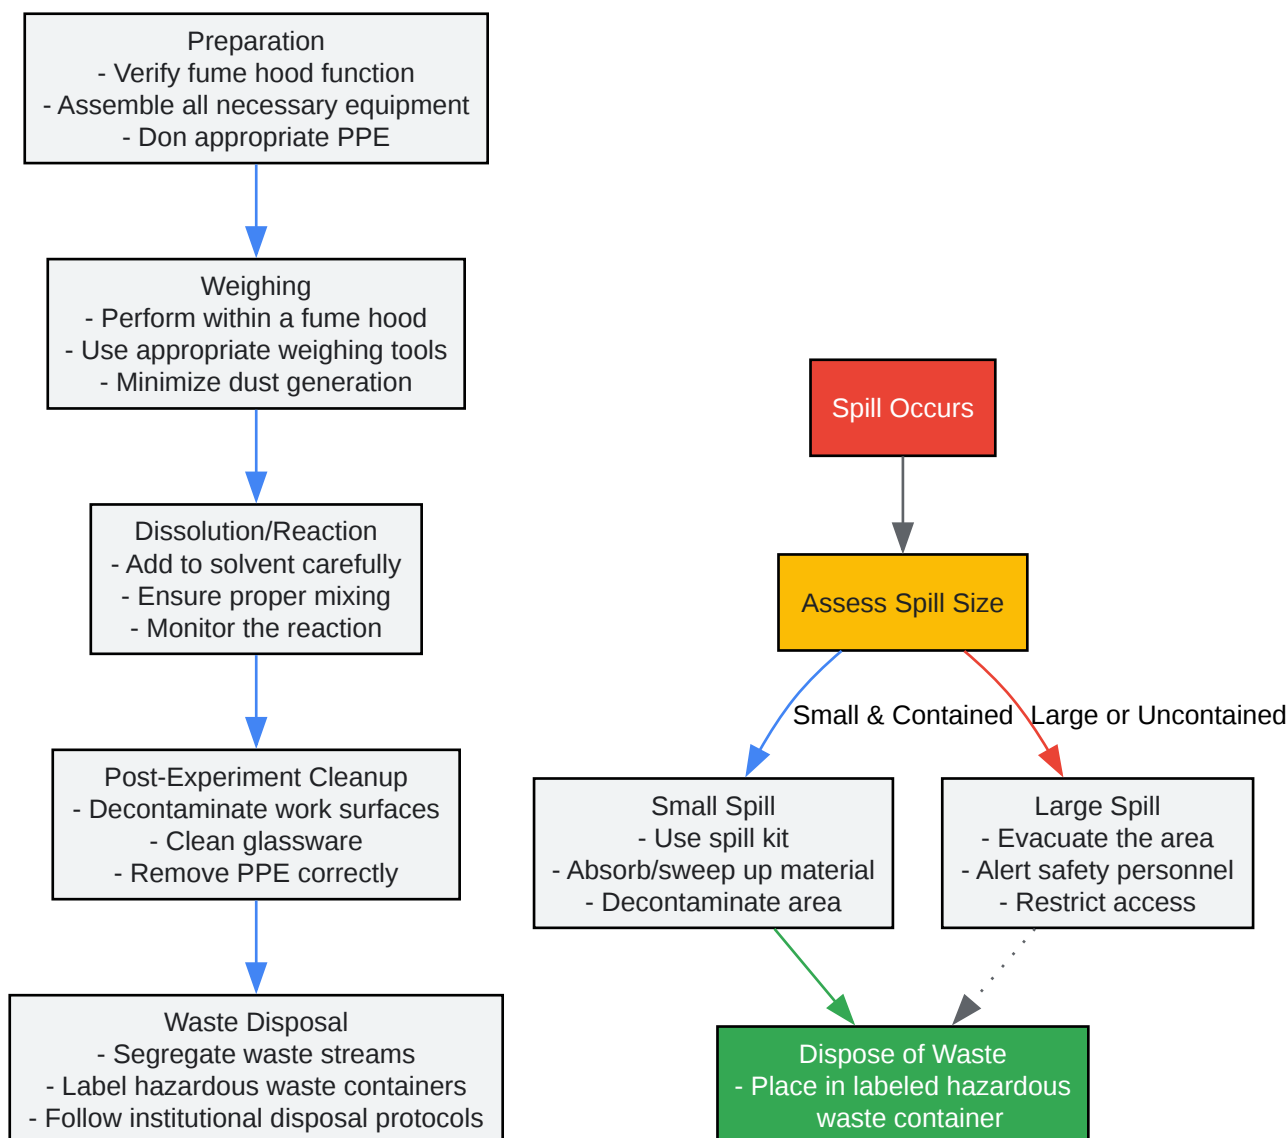 Preparation
- Verify fume hood function
- Assemble all necessary equipment
- Don appropriate PPE
Weighing
- Perform within a fume hood
- Use appropriate weighing tools
- Minimize dust generation
Dissolution/Reaction
- Add to solvent carefully
- Ensure proper mixing
- Monitor the reaction
Post-Experiment Cleanup
- Decontaminate work surfaces
- Clean glassware
- Remove PPE correctly
Waste Disposal
- Segregate waste streams
- Label hazardous waste containers
- Follow institutional disposal protocols
Spill Occurs
Assess Spill Size
Small & Contained
Large or Uncontained
Small Spill
- Use spill kit
- Absorb/sweep up material
- Decontaminate area
Large Spill
- Evacuate the area
- Alert safety personnel
- Restrict access
Dispose of Waste
- Place in labeled hazardous
waste container